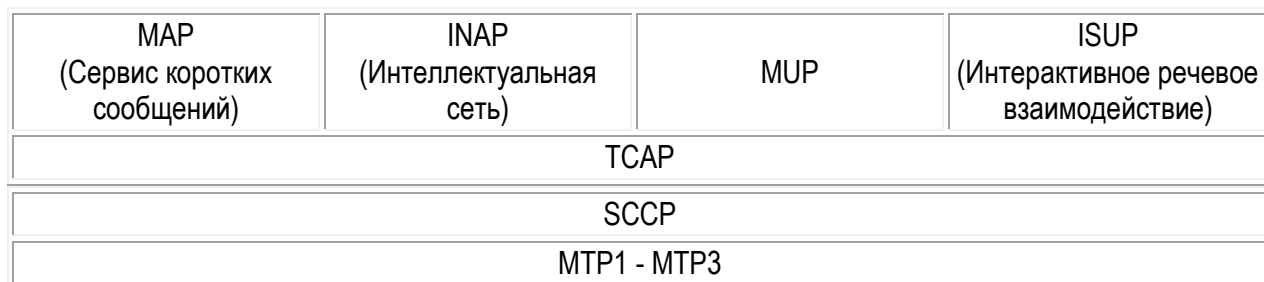 MAP
(Сервис коротких
сообщений)
INAP
(Интеллектуальная
сеть)
MUP
ISUP
(Интерактивное речевое
взаимодействие)
TCAP
SCCP
MTP1 - MTP3